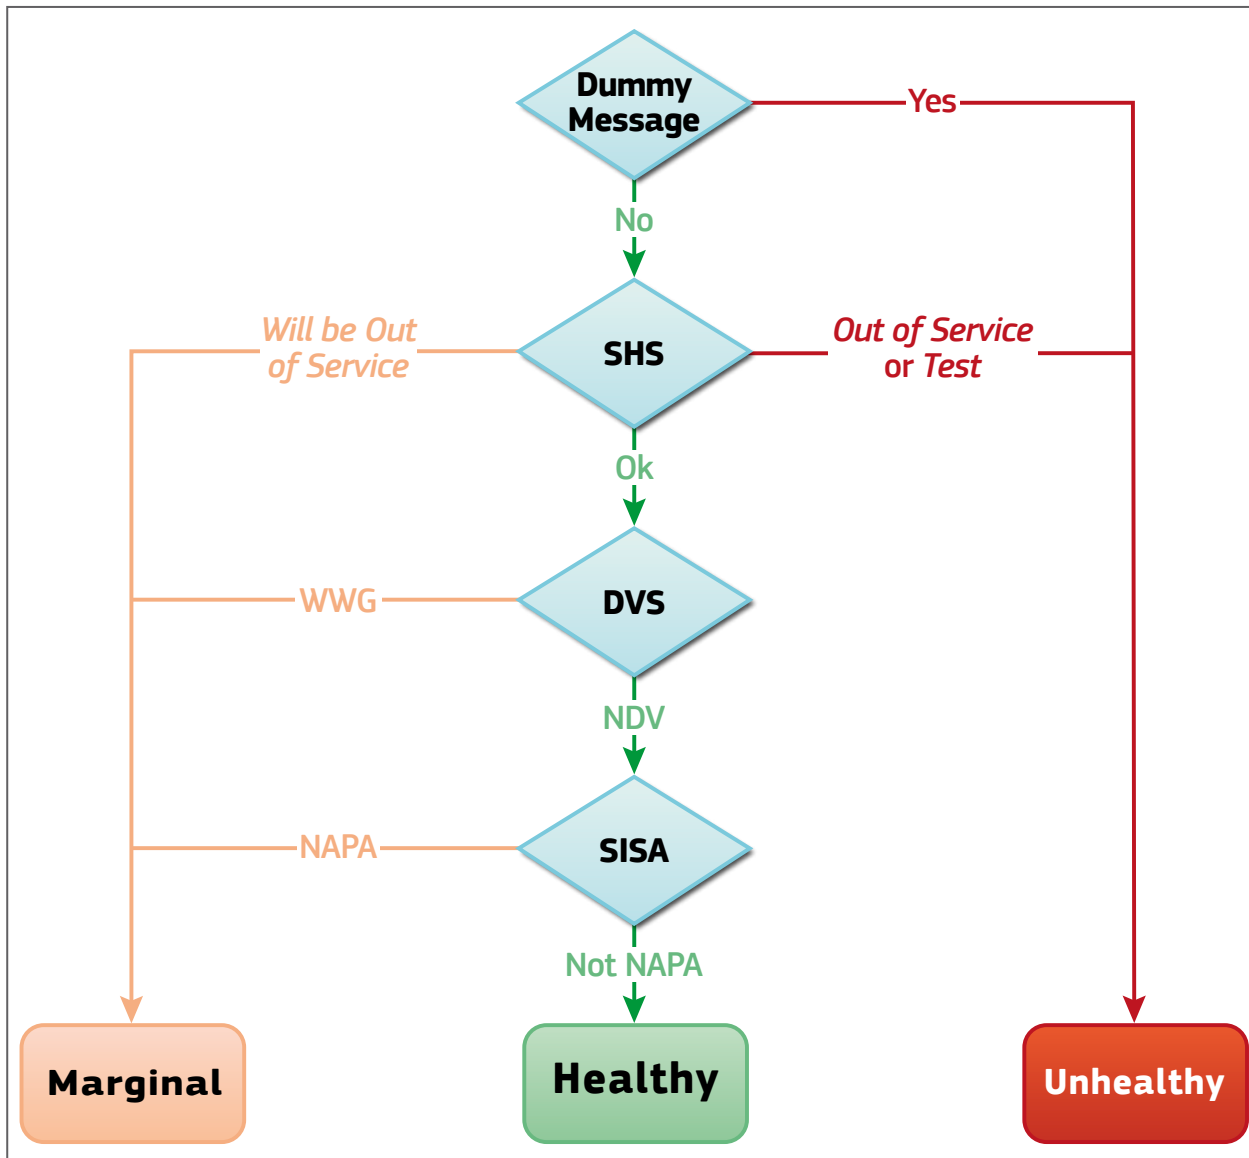 Dummy
Message
Yes
No
Will be Out
of Service
SHS
Out of Service
or Test
Ok
WWG
DVS
NDV
NAPA
SISA
Not NAPA
Marginal
Healthy
Unhealthy